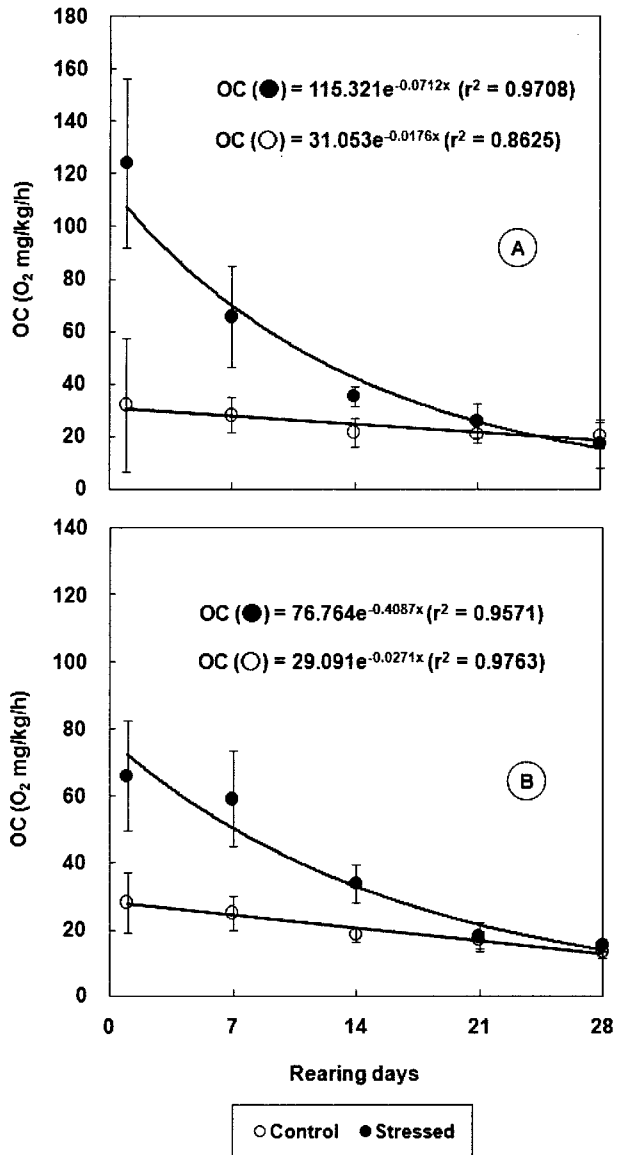 180
160
140
120
100
80
60
40
20
0
OC (O₂ mg/kg/h)
OC (●) = 115.321e^-0.0712x (r² = 0.9708)
OC (○) = 31.053e^-0.0176x (r² = 0.8625)
A
140
120
100
80
60
40
20
0
OC (O₂ mg/kg/h)
OC (●) = 76.764e^-0.4087x (r² = 0.9571)
OC (○) = 29.091e^-0.0271x (r² = 0.9763)
B
0 7 14 21 28
Rearing days
○ Control ● Stressed